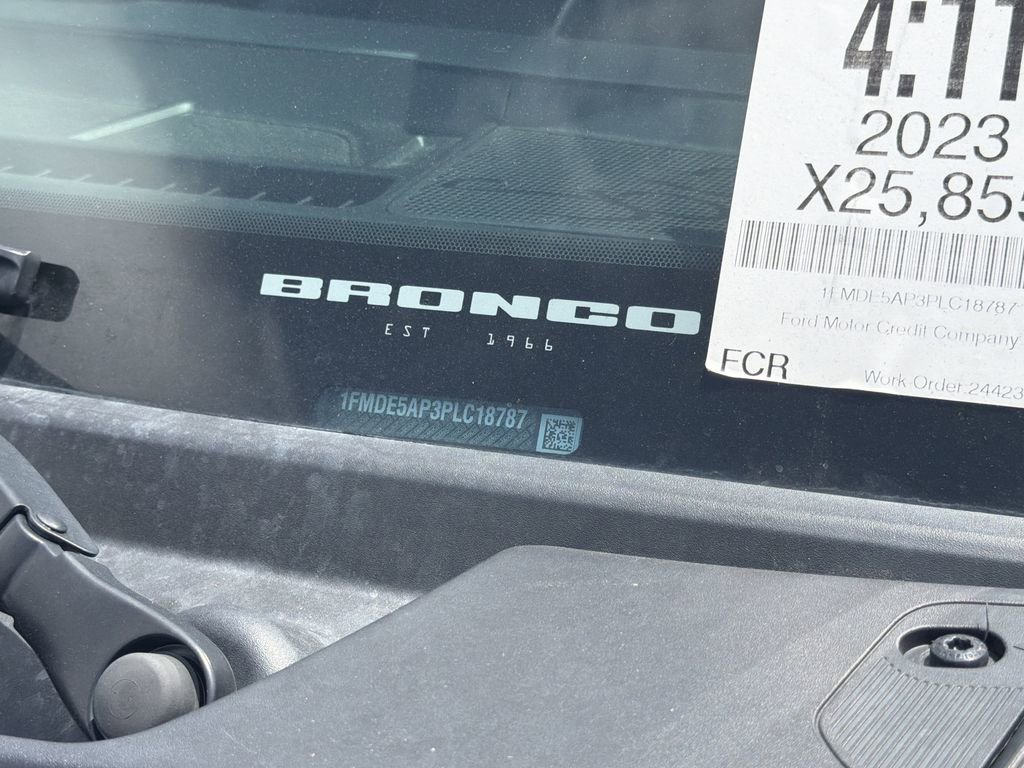 4:11
2023
X25,855
1FMDE5AP3PLC18787
Ford Motor Credit Company
FCR
Work Order:24423
BRONCO
EST 1966
1FMDE5AP3PLC18787